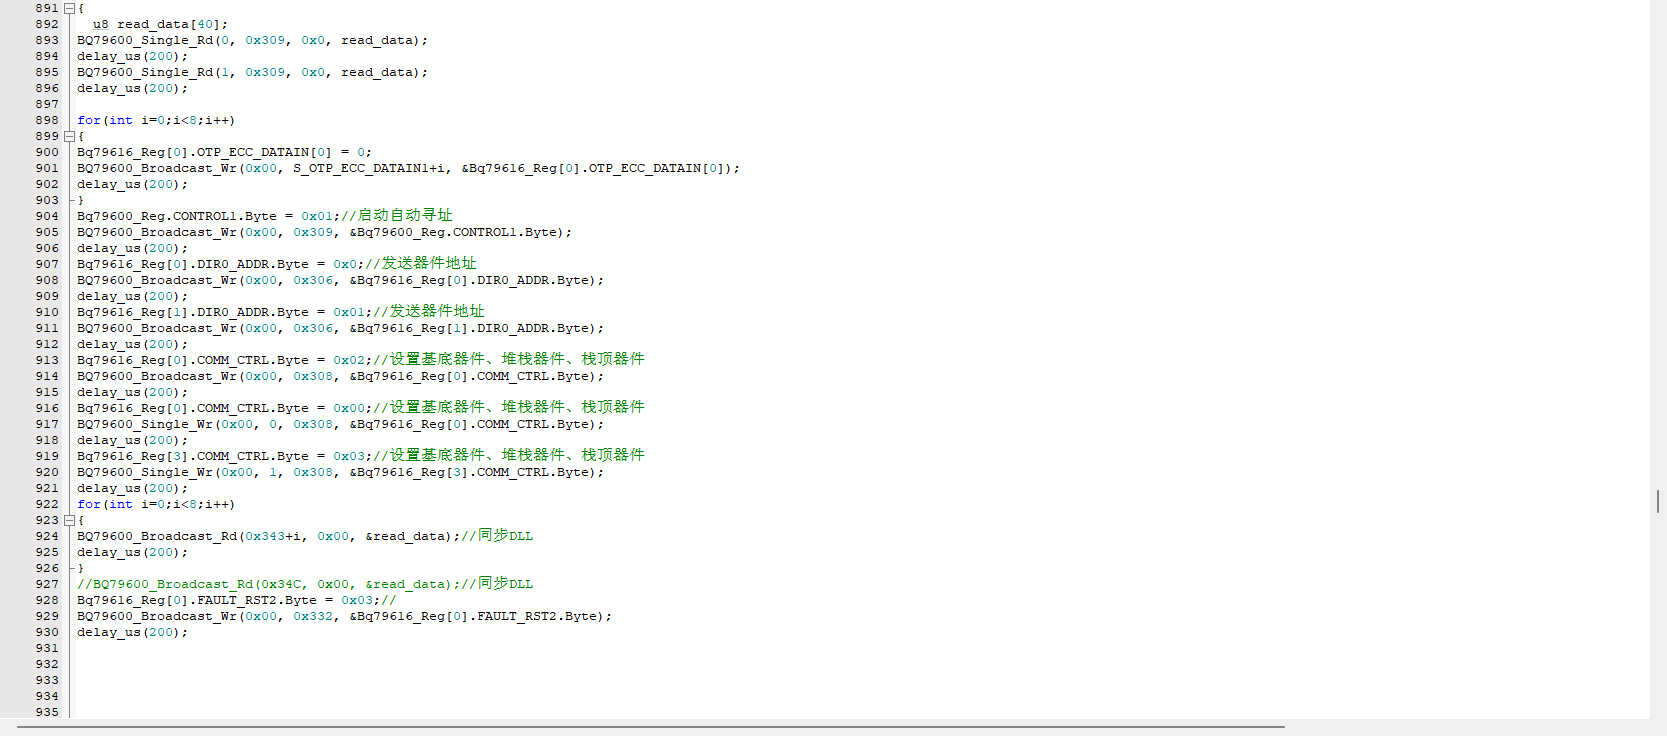 891 {
892 u8 read_data[40];
893 BQ79600_Single_Rd(0, 0x309, 0x0, read_data);
894 delay_us(200);
895 BQ79600_Single_Rd(1, 0x309, 0x0, read_data);
896 delay_us(200);
897
898 for(int i=0;i<8;i++)
899 {
900 Bq79616_Reg[0].OTP_ECC_DATAIN[0] = 0;
901 BQ79600_Broadcast_Wr(0x00, S_OTP_ECC_DATAIN1+i, &Bq79616_Reg[0].OTP_ECC_DATAIN[0]);
902 delay_us(200);
903 }
904 Bq79600_Reg.CONTROL1.Byte = 0x01;//启动自动寻址
905 BQ79600_Broadcast_Wr(0x00, 0x309, &Bq79600_Reg.CONTROL1.Byte);
906 delay_us(200);
907 Bq79616_Reg[0].DIR0_ADDR.Byte = 0x0;//发送器件地址
908 BQ79600_Broadcast_Wr(0x00, 0x306, &Bq79616_Reg[0].DIR0_ADDR.Byte);
909 delay_us(200);
910 Bq79616_Reg[1].DIR0_ADDR.Byte = 0x01;//发送器件地址
911 BQ79600_Broadcast_Wr(0x00, 0x306, &Bq79616_Reg[1].DIR0_ADDR.Byte);
912 delay_us(200);
913 Bq79616_Reg[0].COMM_CTRL.Byte = 0x02;//设置基底器件、堆栈器件、栈顶器件
914 BQ79600_Broadcast_Wr(0x00, 0x308, &Bq79616_Reg[0].COMM_CTRL.Byte);
915 delay_us(200);
916 Bq79616_Reg[0].COMM_CTRL.Byte = 0x00;//设置基底器件、堆栈器件、栈顶器件
917 BQ79600_Single_Wr(0x00, 0, 0x308, &Bq79616_Reg[0].COMM_CTRL.Byte);
918 delay_us(200);
919 Bq79616_Reg[3].COMM_CTRL.Byte = 0x03;//设置基底器件、堆栈器件、栈顶器件
920 BQ79600_Single_Wr(0x00, 1, 0x308, &Bq79616_Reg[3].COMM_CTRL.Byte);
921 delay_us(200);
922 for(int i=0;i<8;i++)
923 {
924 BQ79600_Broadcast_Rd(0x343+i, 0x00, &read_data);//同步DLL
925 delay_us(200);
926 }
927 //BQ79600_Broadcast_Rd(0x34C, 0x00, &read_data);//同步DLL
928 Bq79616_Reg[0].FAULT_RST2.Byte = 0x03;//
929 BQ79600_Broadcast_Wr(0x00, 0x332, &Bq79616_Reg[0].FAULT_RST2.Byte);
930 delay_us(200);
931
932
933
934
935